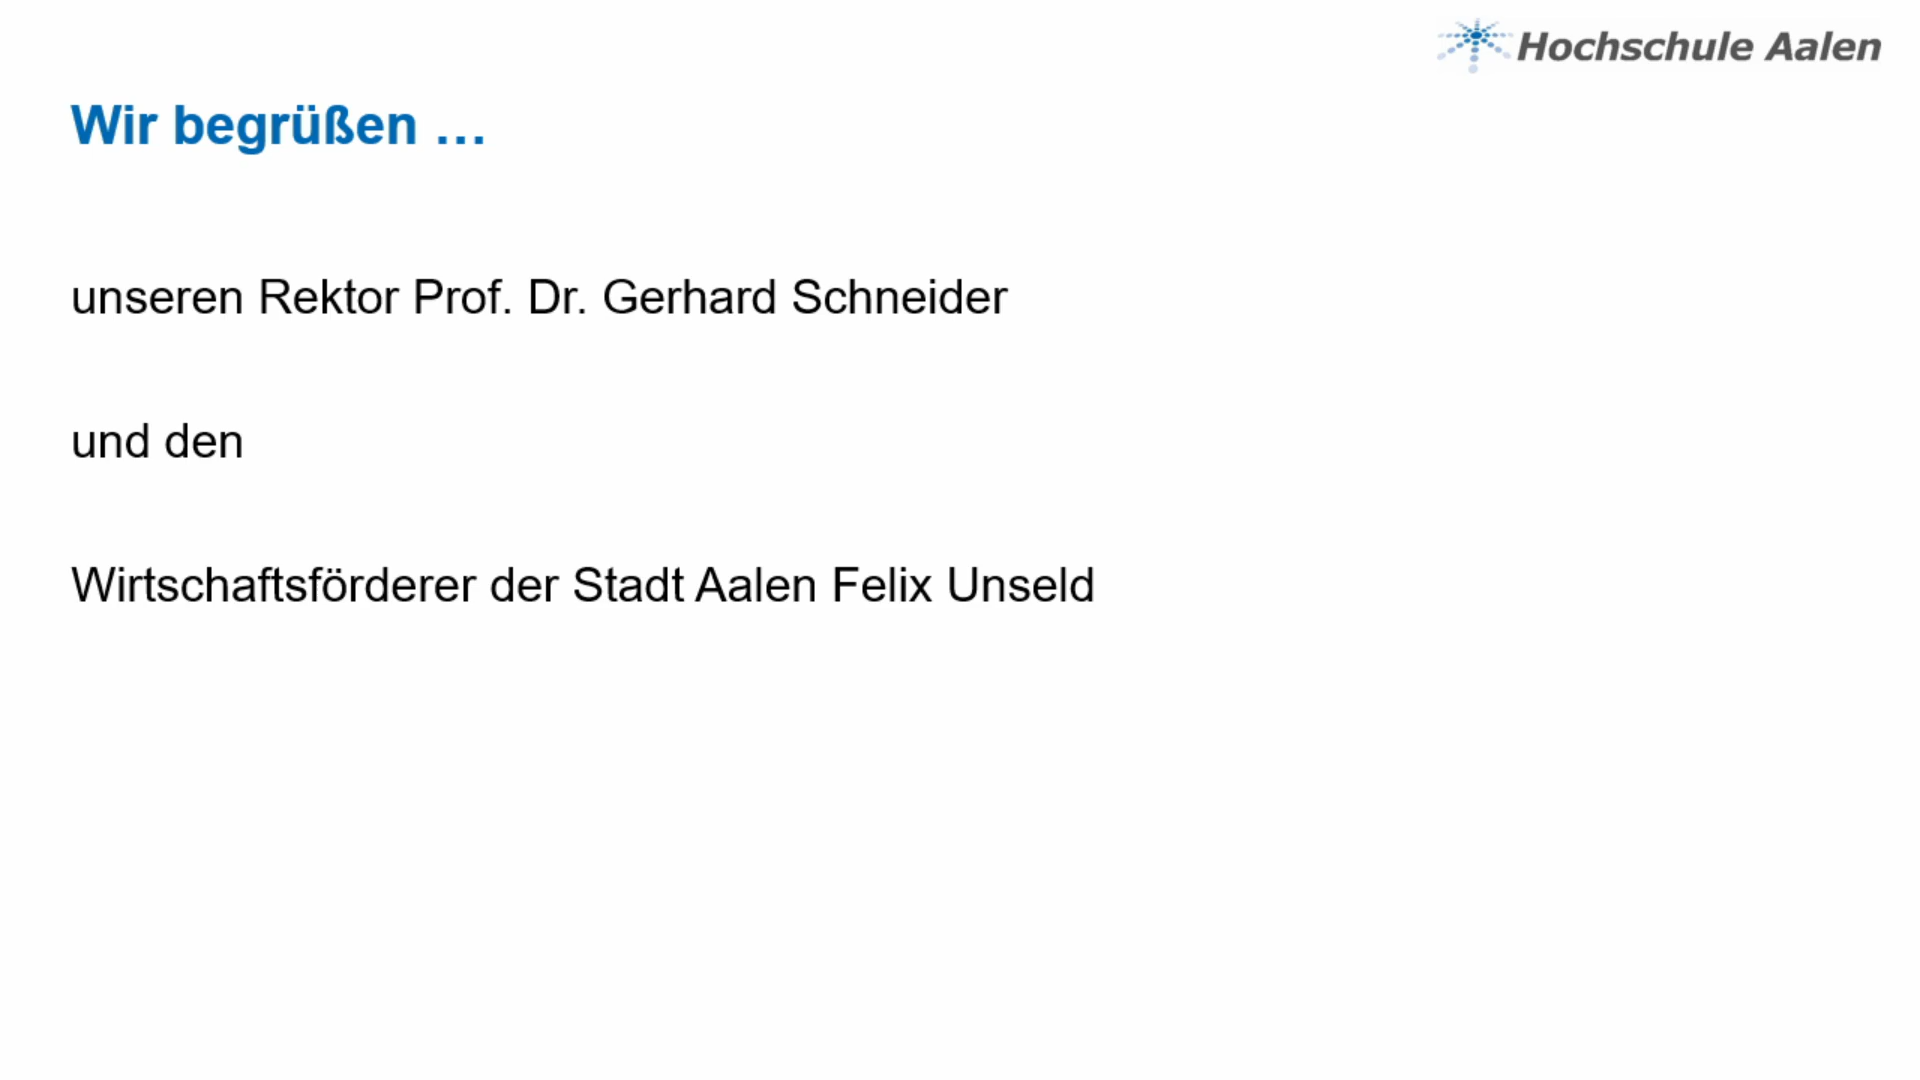 Hochschule Aalen
Wir begrüßen …
unseren Rektor Prof. Dr. Gerhard Schneider
und den
Wirtschaftsförderer der Stadt Aalen Felix Unseld